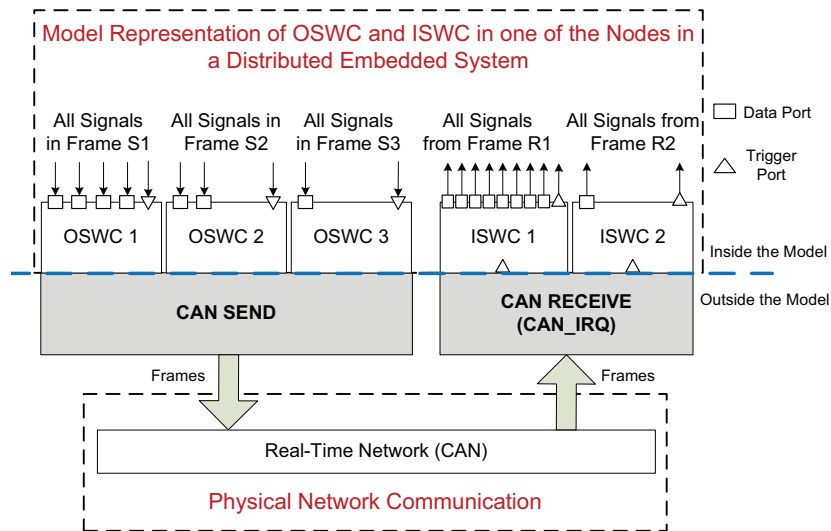 Model Representation of OSWC and ISWC in one of the Nodes in
a Distributed Embedded System
All Signals
in Frame S1
All Signals in
Frame S2
All Signals
in Frame S3
All Signals
from Frame R1
All Signals from
Frame R2
Data Port
Trigger
Port
OSWC 1
OSWC 2
OSWC 3
ISWC 1
ISWC 2
Inside the Model
Outside the Model
CAN SEND
CAN RECEIVE
(CAN_IRQ)
Frames
Frames
Real-Time Network (CAN)
Physical Network Communication